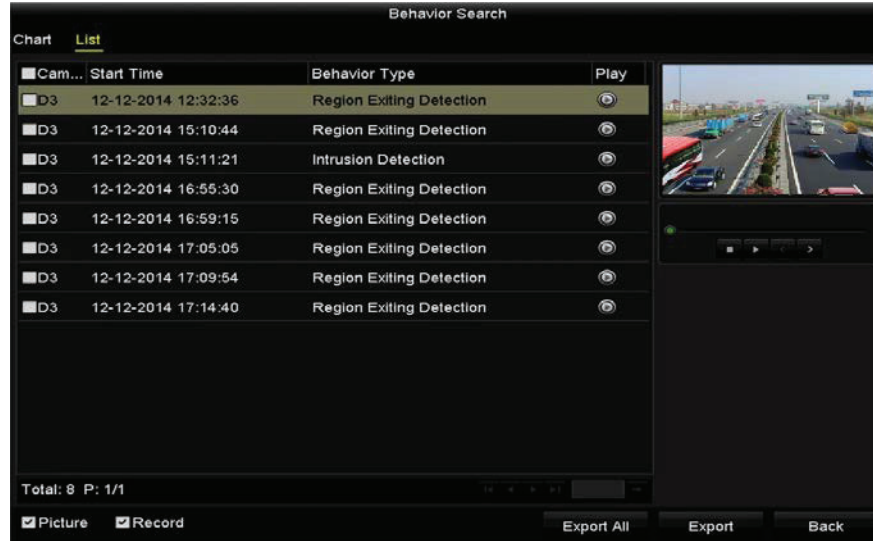 Behavior Search
Chart List
Cam... Start Time Behavior Type Play
D3 12-12-2014 12:32:36 Region Exiting Detection
D3 12-12-2014 15:10:44 Region Exiting Detection
D3 12-12-2014 15:11:21 Intrusion Detection
D3 12-12-2014 16:55:30 Region Exiting Detection
D3 12-12-2014 16:59:15 Region Exiting Detection
D3 12-12-2014 17:05:05 Region Exiting Detection
D3 12-12-2014 17:09:54 Region Exiting Detection
D3 12-12-2014 17:14:40 Region Exiting Detection
Total: 8 P: 1/1
Picture Record Export All Export Back